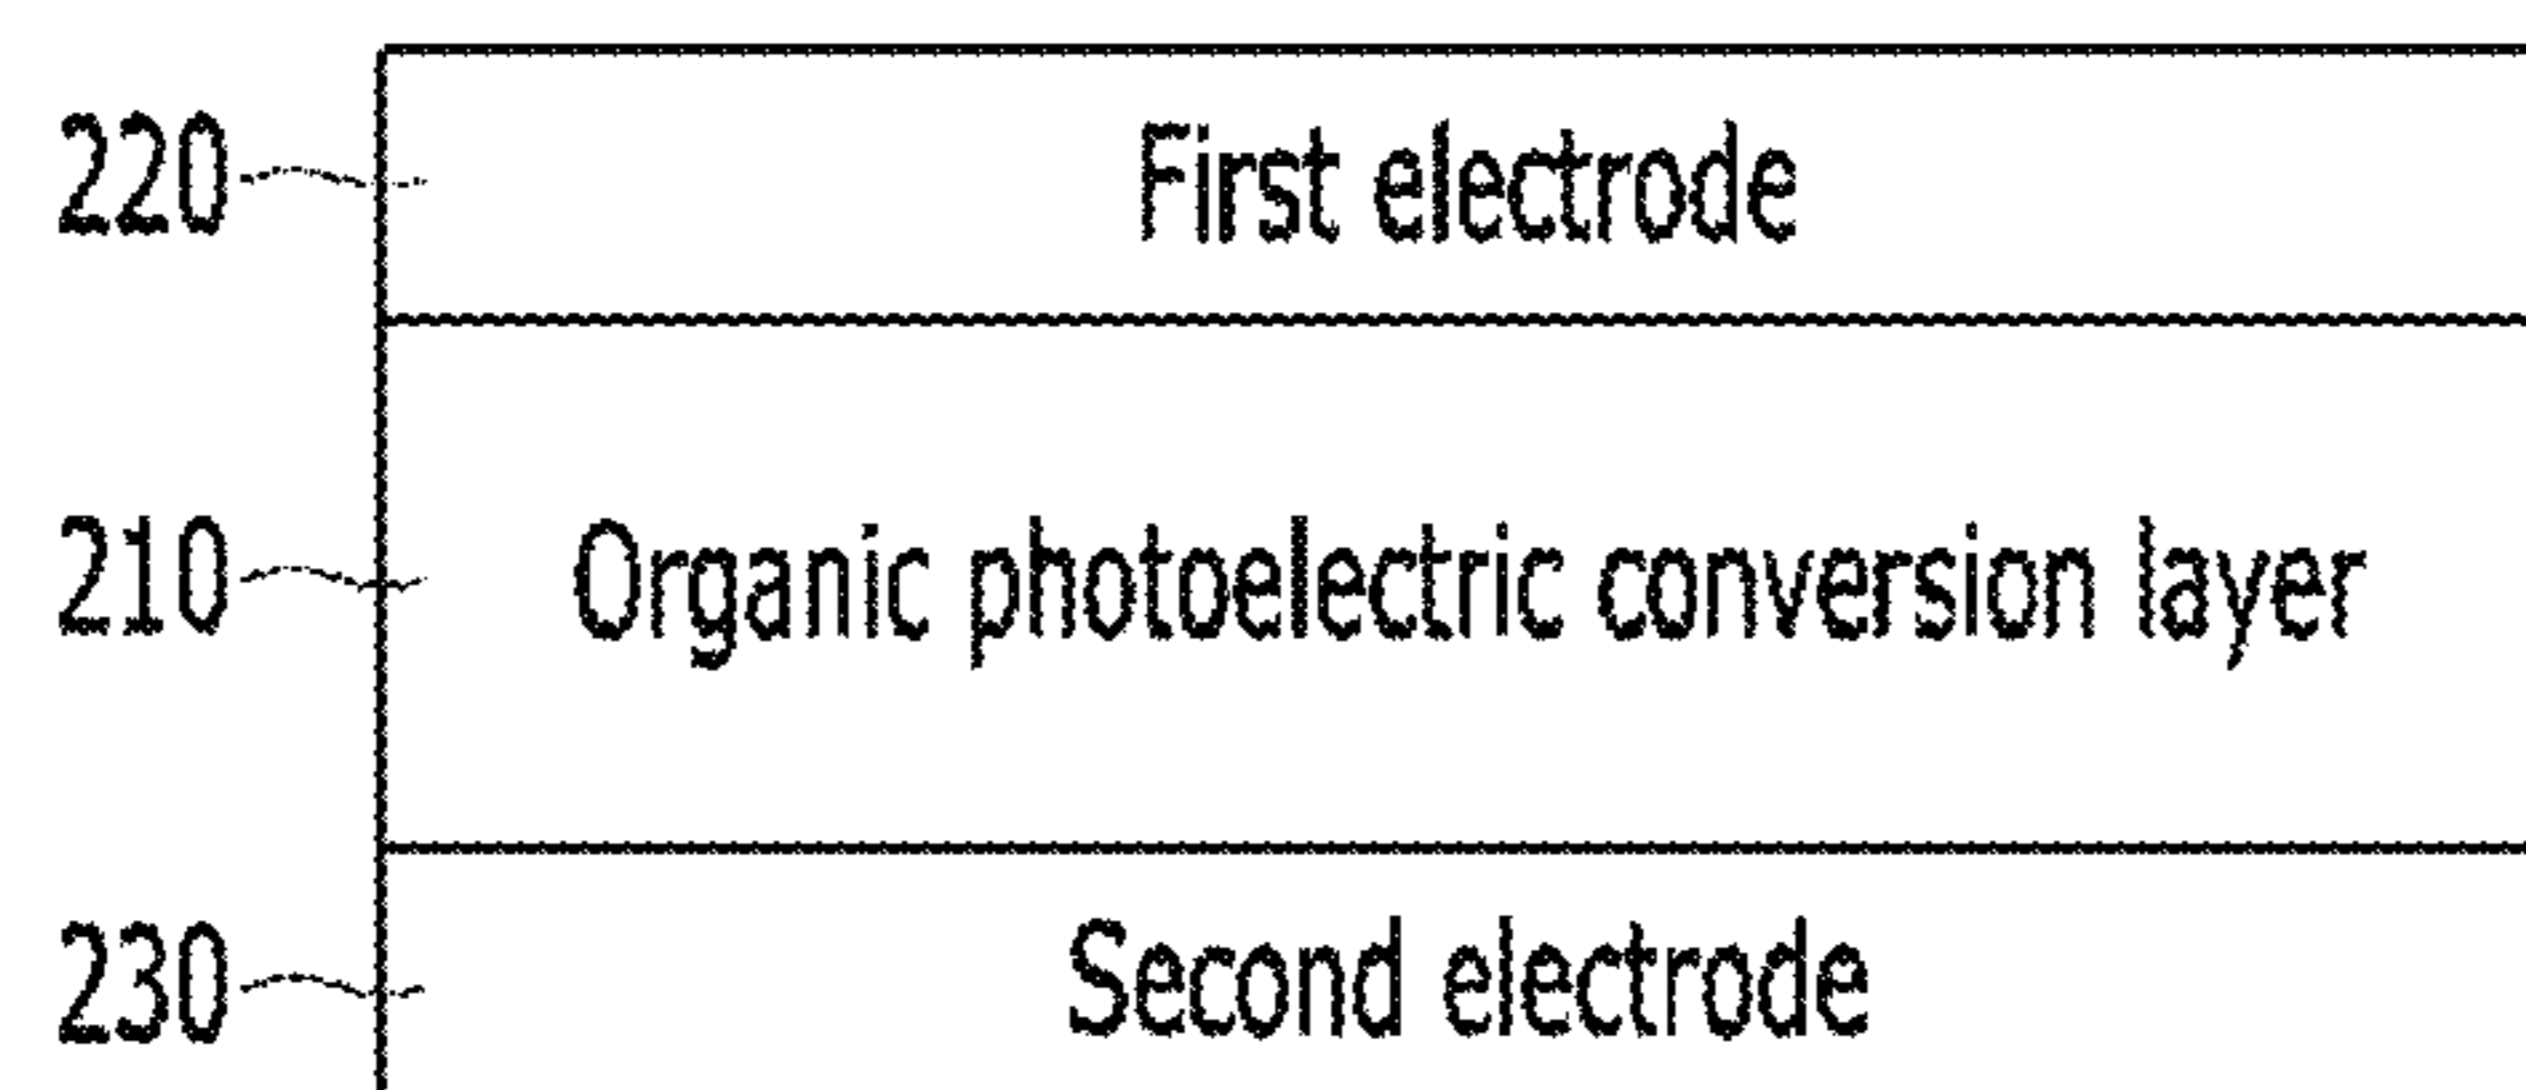 220 First electrode
210 Organic photoelectric conversion layer
230 Second electrode